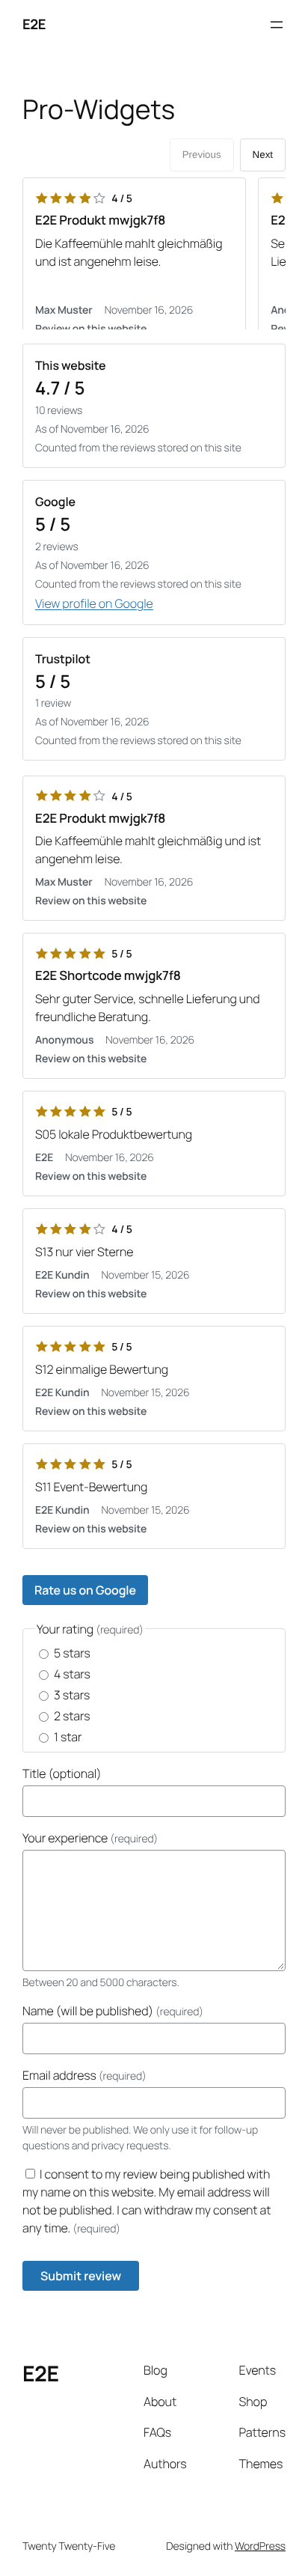 E2E
Pro-Widgets
Previous Next
4 / 5
E2E Produkt mwjgk7f8
Die Kaffeemühle mahlt gleichmäßig
und ist angenehm leise.
Max Muster November 16, 2026
Review on this website
This website
4.7 / 5
10 reviews
As of November 16, 2026
Counted from the reviews stored on this site
Google
5 / 5
2 reviews
As of November 16, 2026
Counted from the reviews stored on this site
View profile on Google
Trustpilot
5 / 5
1 review
As of November 16, 2026
Counted from the reviews stored on this site
4 / 5
E2E Produkt mwjgk7f8
Die Kaffeemühle mahlt gleichmäßig und ist
angenehm leise.
Max Muster November 16, 2026
Review on this website
5 / 5
E2E Shortcode mwjgk7f8
Sehr guter Service, schnelle Lieferung und
freundliche Beratung.
Anonymous November 16, 2026
Review on this website
5 / 5
S05 lokale Produktbewertung
E2E November 16, 2026
Review on this website
4 / 5
S13 nur vier Sterne
E2E Kundin November 15, 2026
Review on this website
5 / 5
S12 einmalige Bewertung
E2E Kundin November 15, 2026
Review on this website
5 / 5
S11 Event-Bewertung
E2E Kundin November 15, 2026
Review on this website
Rate us on Google
Your rating (required)
5 stars
4 stars
3 stars
2 stars
1 star
Title (optional)
Your experience (required)
Between 20 and 5000 characters.
Name (will be published) (required)
Email address (required)
Will never be published. We only use it for follow-up
questions and privacy requests.
I consent to my review being published with
my name on this website. My email address will
not be published. I can withdraw my consent at
any time. (required)
Submit review
E2E
Blog Events
About Shop
FAQs Patterns
Authors Themes
Twenty Twenty-Five Designed with WordPress